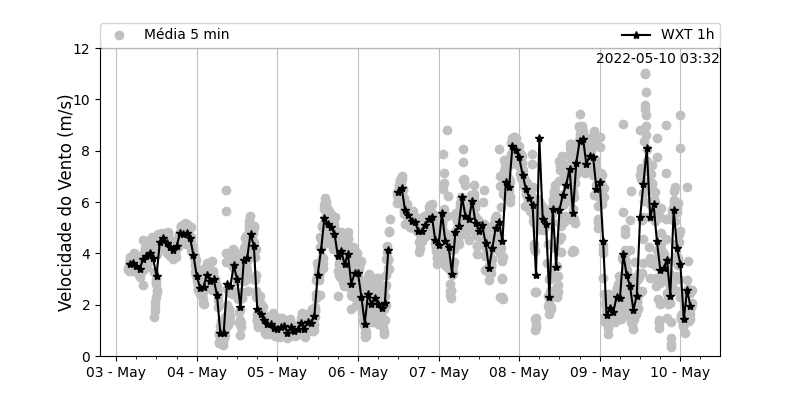 Média 5 min
WXT 1h
2022-05-10 03:32
Velocidade do Vento (m/s)
12
10
8
6
4
2
0
03 - May
04 - May
05 - May
06 - May
07 - May
08 - May
09 - May
10 - May